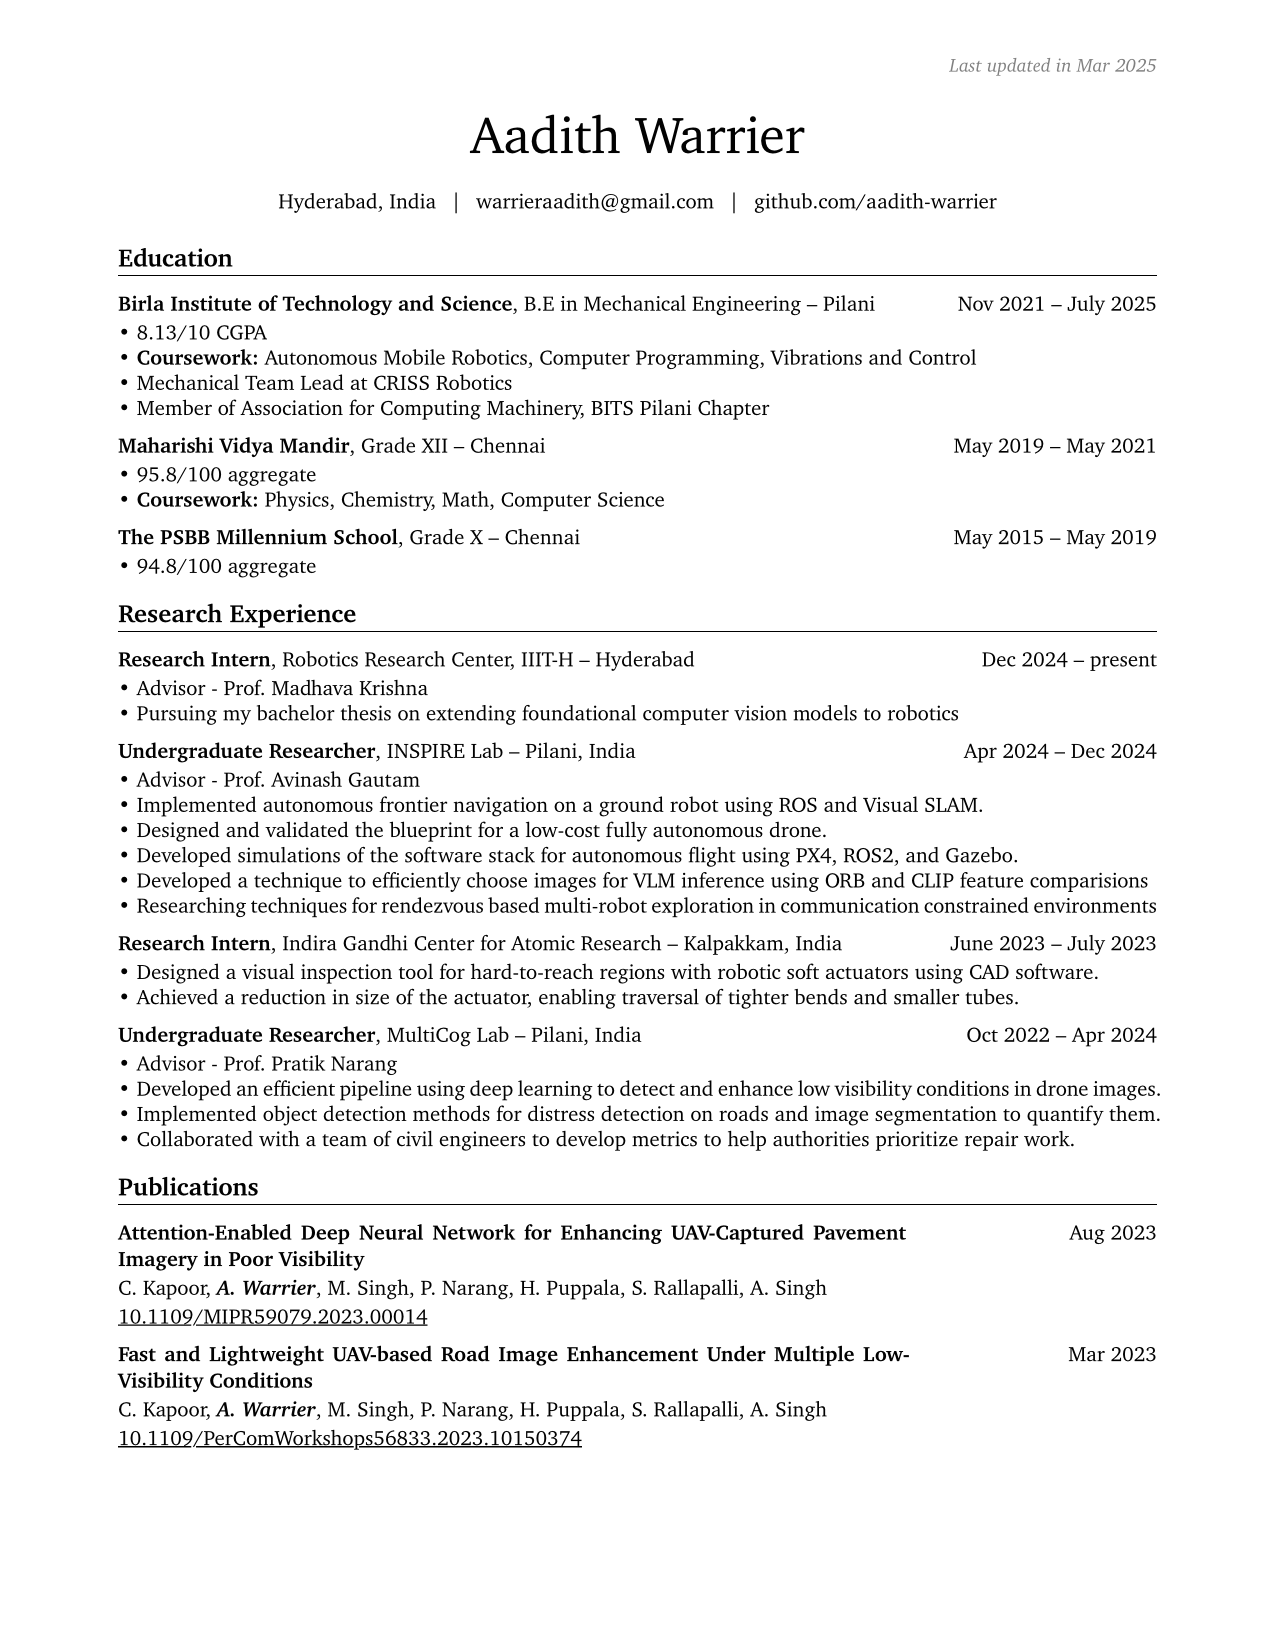 Last updated in Mar 2025
Aadith Warrier
Hyderabad, India | warrieraadith@gmail.com | github.com/aadith-warrier
Education
Birla Institute of Technology and Science, B.E in Mechanical Engineering – Pilani Nov 2021 – July 2025
• 8.13/10 CGPA
• Coursework: Autonomous Mobile Robotics, Computer Programming, Vibrations and Control
• Mechanical Team Lead at CRISS Robotics
• Member of Association for Computing Machinery, BITS Pilani Chapter
Maharishi Vidya Mandir, Grade XII – Chennai May 2019 – May 2021
• 95.8/100 aggregate
• Coursework: Physics, Chemistry, Math, Computer Science
The PSBB Millennium School, Grade X – Chennai May 2015 – May 2019
• 94.8/100 aggregate
Research Experience
Research Intern, Robotics Research Center, IIIT-H – Hyderabad Dec 2024 – present
• Advisor - Prof. Madhava Krishna
• Pursuing my bachelor thesis on extending foundational computer vision models to robotics
Undergraduate Researcher, INSPIRE Lab – Pilani, India Apr 2024 – Dec 2024
• Advisor - Prof. Avinash Gautam
• Implemented autonomous frontier navigation on a ground robot using ROS and Visual SLAM.
• Designed and validated the blueprint for a low-cost fully autonomous drone.
• Developed simulations of the software stack for autonomous flight using PX4, ROS2, and Gazebo.
• Developed a technique to efficiently choose images for VLM inference using ORB and CLIP feature comparisions
• Researching techniques for rendezvous based multi-robot exploration in communication constrained environments
Research Intern, Indira Gandhi Center for Atomic Research – Kalpakkam, India June 2023 – July 2023
• Designed a visual inspection tool for hard-to-reach regions with robotic soft actuators using CAD software.
• Achieved a reduction in size of the actuator, enabling traversal of tighter bends and smaller tubes.
Undergraduate Researcher, MultiCog Lab – Pilani, India Oct 2022 – Apr 2024
• Advisor - Prof. Pratik Narang
• Developed an efficient pipeline using deep learning to detect and enhance low visibility conditions in drone images.
• Implemented object detection methods for distress detection on roads and image segmentation to quantify them.
• Collaborated with a team of civil engineers to develop metrics to help authorities prioritize repair work.
Publications
Attention-Enabled Deep Neural Network for Enhancing UAV-Captured Pavement Aug 2023
Imagery in Poor Visibility
C. Kapoor, A. Warrier, M. Singh, P. Narang, H. Puppala, S. Rallapalli, A. Singh
10.1109/MIPR59079.2023.00014
Fast and Lightweight UAV-based Road Image Enhancement Under Multiple Low- Mar 2023
Visibility Conditions
C. Kapoor, A. Warrier, M. Singh, P. Narang, H. Puppala, S. Rallapalli, A. Singh
10.1109/PerComWorkshops56833.2023.10150374